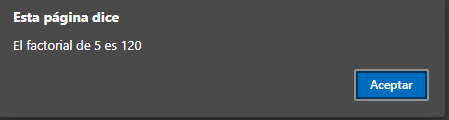 Esta página dice
El factorial de 5 es 120
Aceptar